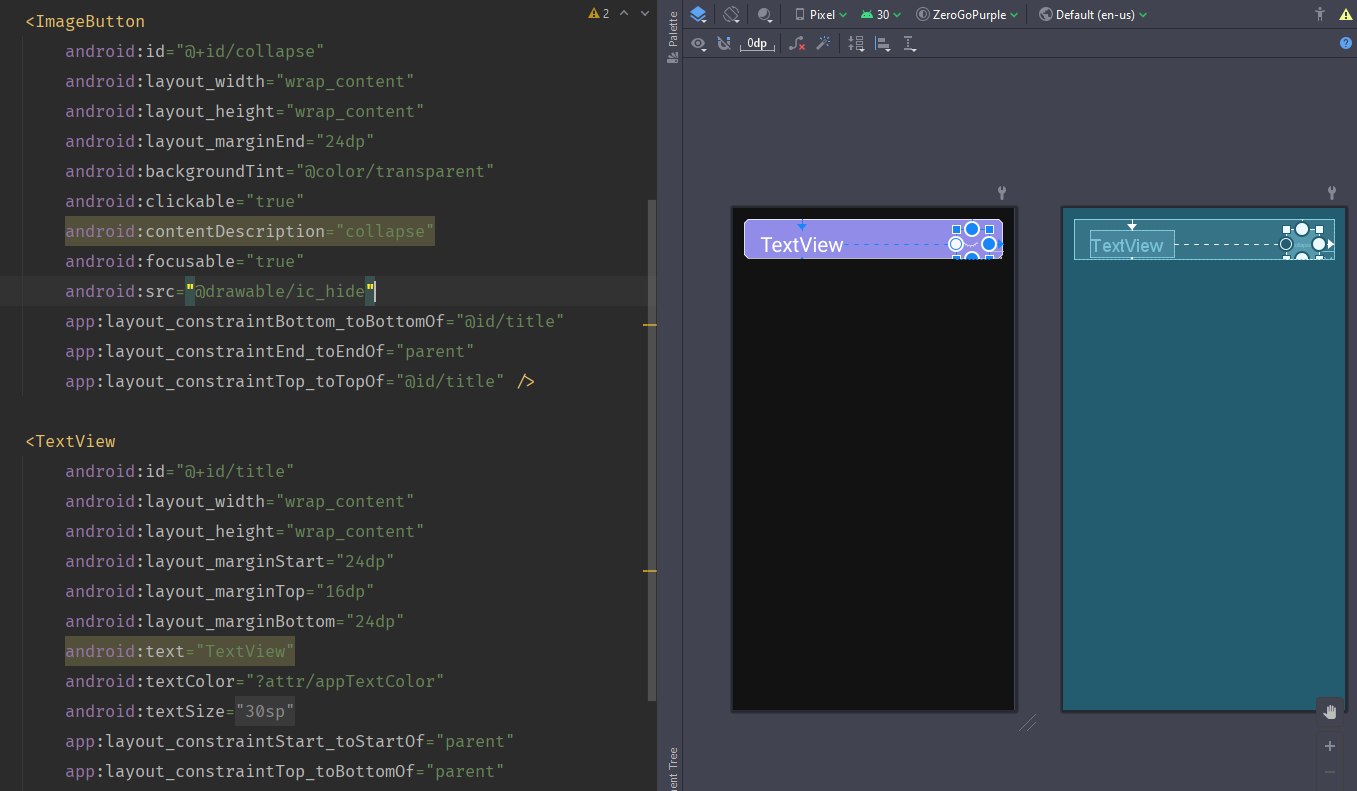 <ImageButton
2
android:id="@+id/collapse"
android:layout_width="wrap_content"
android:layout_height="wrap_content"
android:layout_marginEnd="24dp"
android:backgroundTint="@color/transparent"
android:clickable="true"
android:contentDescription="collapse"
android:focusable="true"
android:src="@drawable/ic_hide"
app:layout_constraintBottom_toBottomOf="@id/title"
app:layout_constraintEnd_toEndOf="parent"
app:layout_constraintTop_toTopOf="@id/title" />
<TextView
android:id="@+id/title"
android:layout_width="wrap_content"
android:layout_height="wrap_content"
android:layout_marginStart="24dp"
android:layout_marginTop="16dp"
android:layout_marginBottom="24dp"
android:text="TextView"
android:textColor="?attr/appTextColor"
android:textSize="30sp"
app:layout_constraintStart_toStartOf="parent"
app:layout_constraintTop_toBottomOf="parent"
Palette
Pixel
30
ZeroGoPurple
Default (en-us)
0dp
?
TextView
TextView
ent Tree